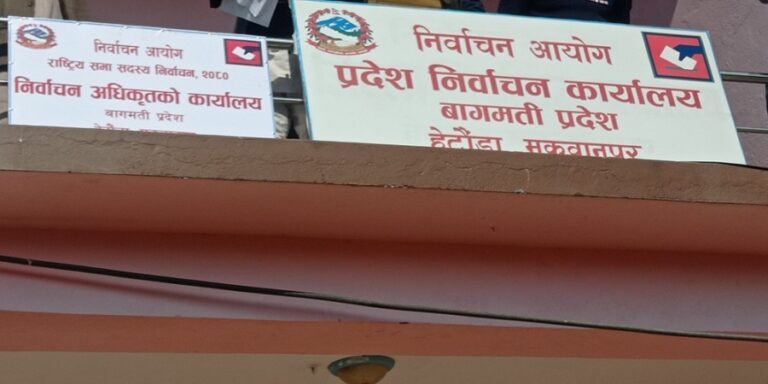 निर्वाचन आयोग
राष्ट्रिय सभा सदस्य निर्वाचन, २०८०
निर्वाचन अधिकृतको कार्यालय
बागमती प्रदेश
निर्वाचन आयोग
प्रदेश निर्वाचन कार्यालय
बागमती प्रदेश
हेटौंडा, मकवानपुर